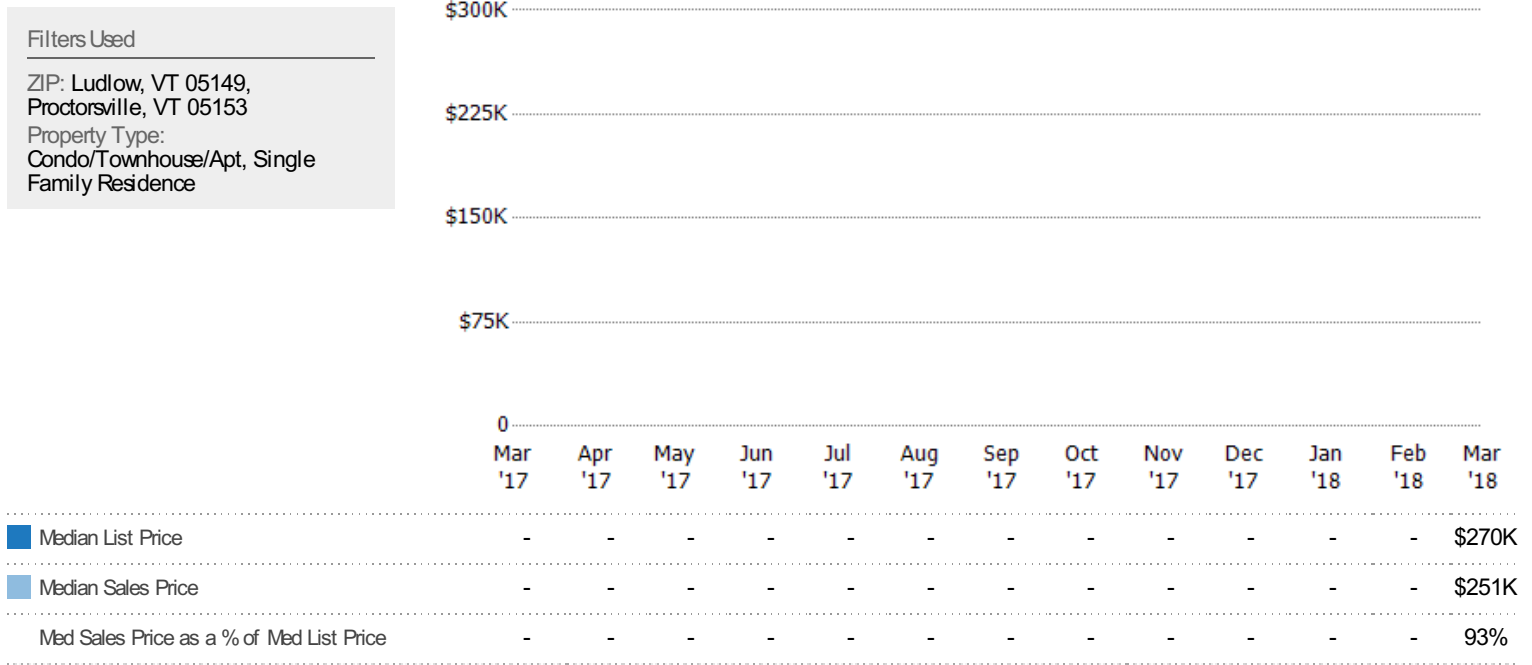 Filters Used
ZIP: Ludlow, VT 05149,
Proctorsville, VT 05153
Property Type:
Condo/Townhouse/Apt, Single
Family Residence
$300K
$225K
$150K
$75K
0
Mar Apr May Jun Jul Aug Sep Oct Nov Dec Jan Feb Mar
'17 '17 '17 '17 '17 '17 '17 '17 '17 '17 '18 '18 '18
Median List Price - - - - - - - - - - - - $270K
Median Sales Price - - - - - - - - - - - - $251K
Med Sales Price as a % of Med List Price - - - - - - - - - - - - 93%